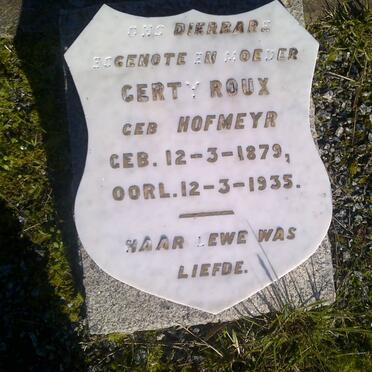 ONS DIERBARE
EGGENOTE EN MOEDER
GERTY ROUX
GEB HOFMEYR
GEB. 12-3-1879,
OORL. 12-3-1935.
HAAR LEWE WAS
LIEFDE.